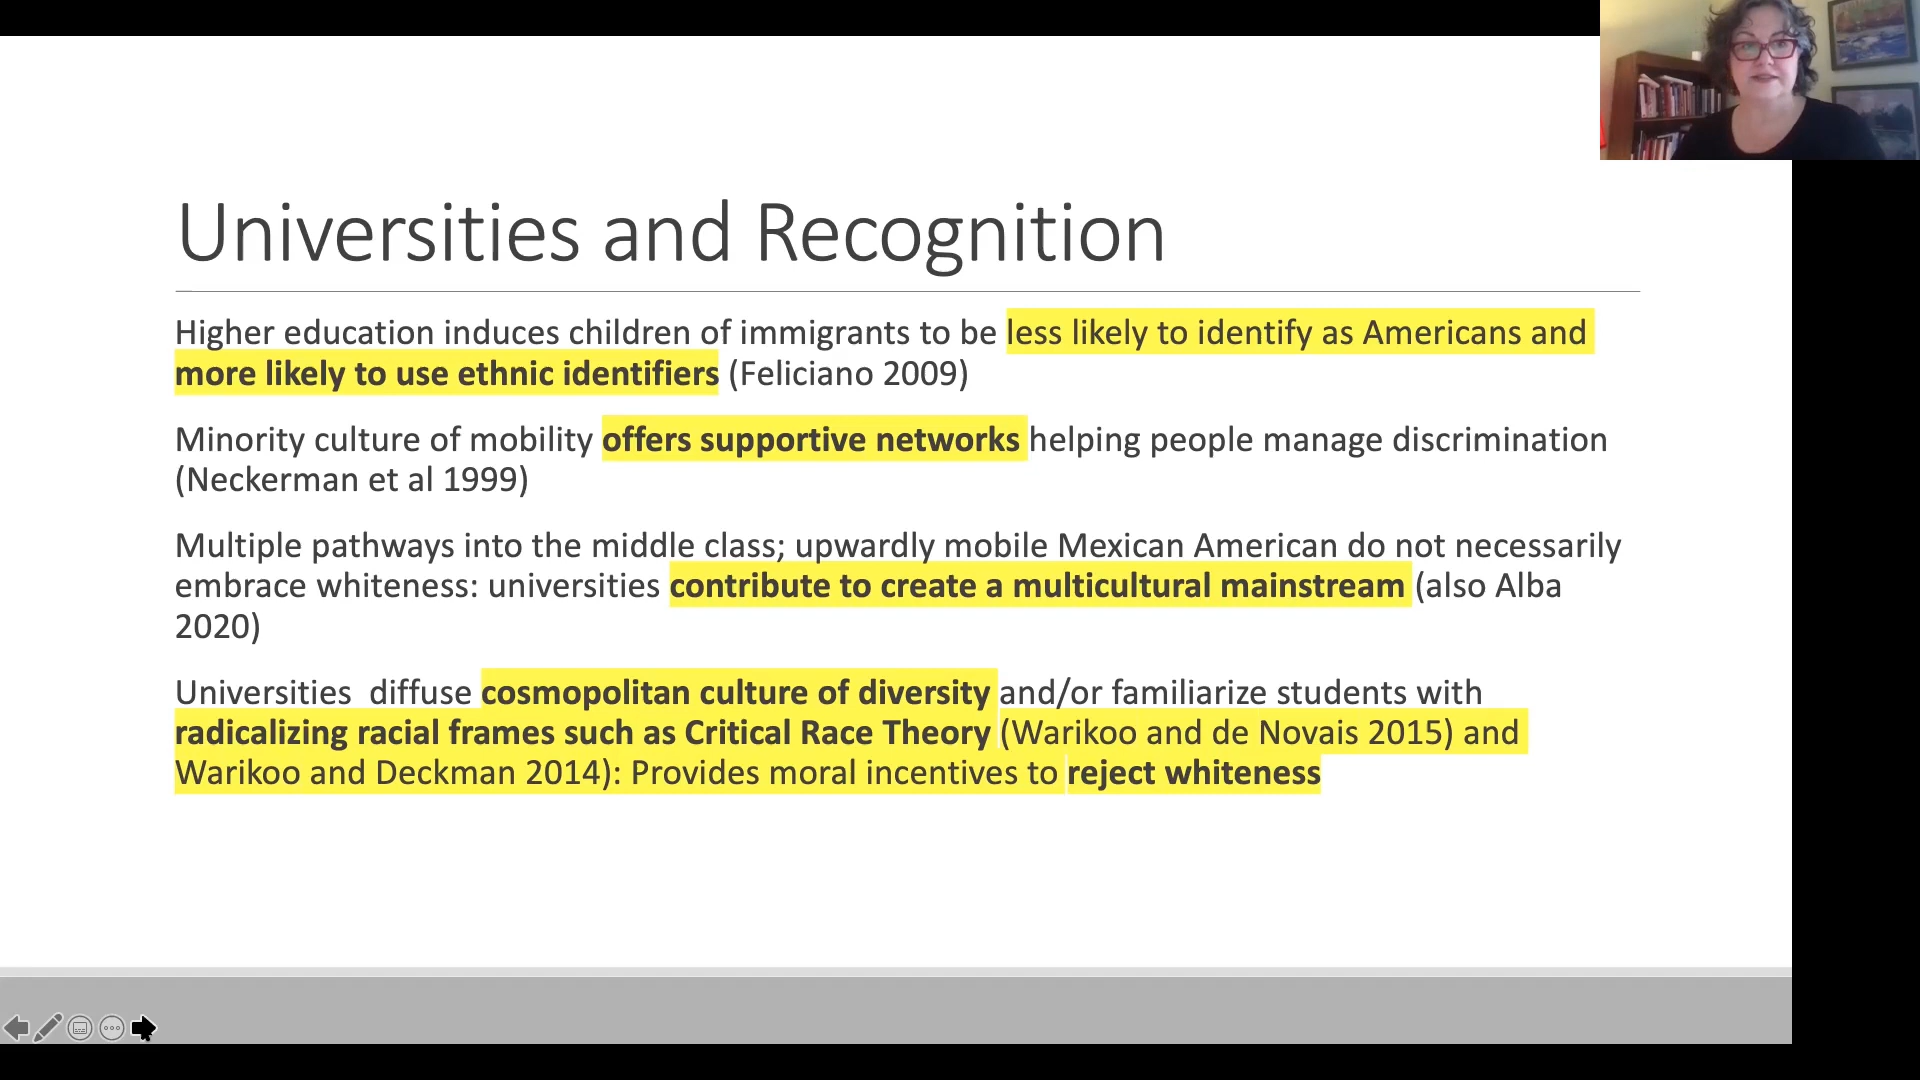 Universities and Recognition
Higher education induces children of immigrants to be less likely to identify as Americans and
more likely to use ethnic identifiers (Feliciano 2009)
Minority culture of mobility offers supportive networks helping people manage discrimination
(Neckerman et al 1999)
Multiple pathways into the middle class; upwardly mobile Mexican American do not necessarily
embrace whiteness: universities contribute to create a multicultural mainstream (also Alba
2020)
Universities diffuse cosmopolitan culture of diversity and/or familiarize students with
radicalizing racial frames such as Critical Race Theory (Warikoo and de Novais 2015) and
Warikoo and Deckman 2014): Provides moral incentives to reject whiteness